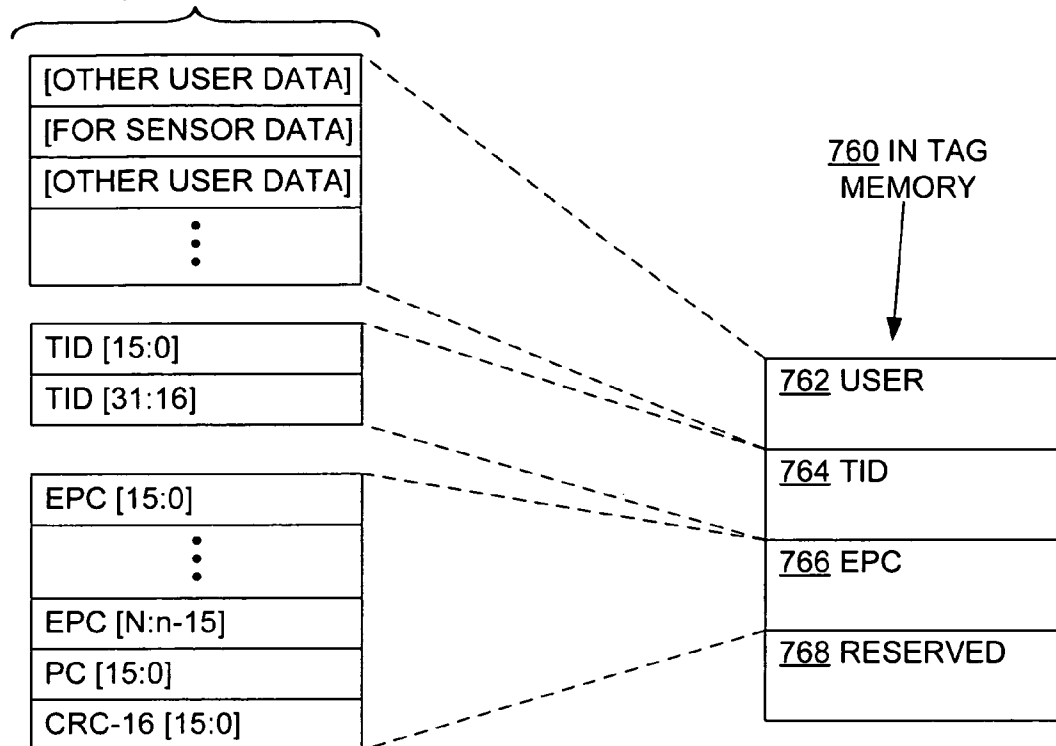 [OTHER USER DATA]
[FOR SENSOR DATA]
[OTHER USER DATA]
TID [15:0]
TID [31:16]
EPC [15:0]
EPC [N:n-15]
PC [15:0]
CRC-16 [15:0]
760 IN TAG
MEMORY
762 USER
764 TID
766 EPC
768 RESERVED